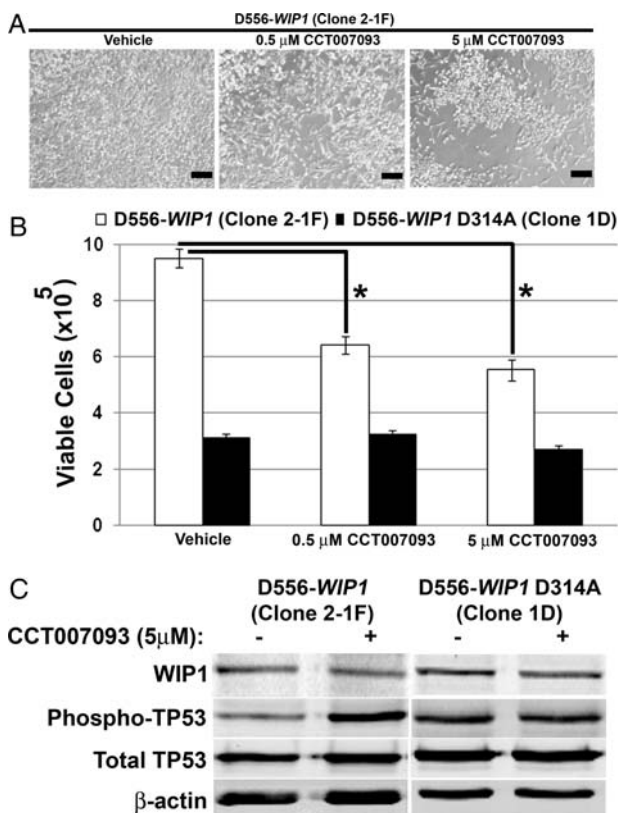 A
D556-WIP1 (Clone 2-1F)
Vehicle 0.5 μM CCT007093 5 μM CCT007093
B
D556-WIP1 (Clone 2-1F) D556-WIP1 D314A (Clone 1D)
Viable Cells (x10^5)
10
8
6
4
2
0
* *
Vehicle 0.5 μM CCT007093 5 μM CCT007093
C
D556-WIP1 D556-WIP1 D314A
(Clone 2-1F) (Clone 1D)
CCT007093 (5μM): - + - +
WIP1
Phospho-TP53
Total TP53
β-actin